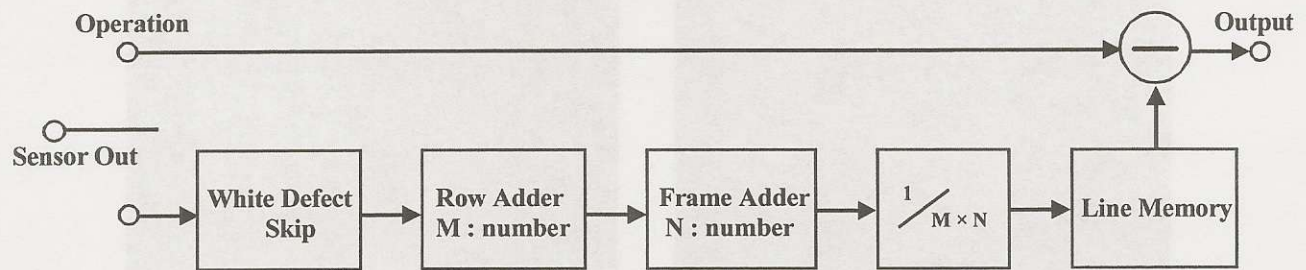 Operation
Output
Sensor Out
White Defect
Skip
Row Adder
M : number
Frame Adder
N : number
1
M × N
Line Memory